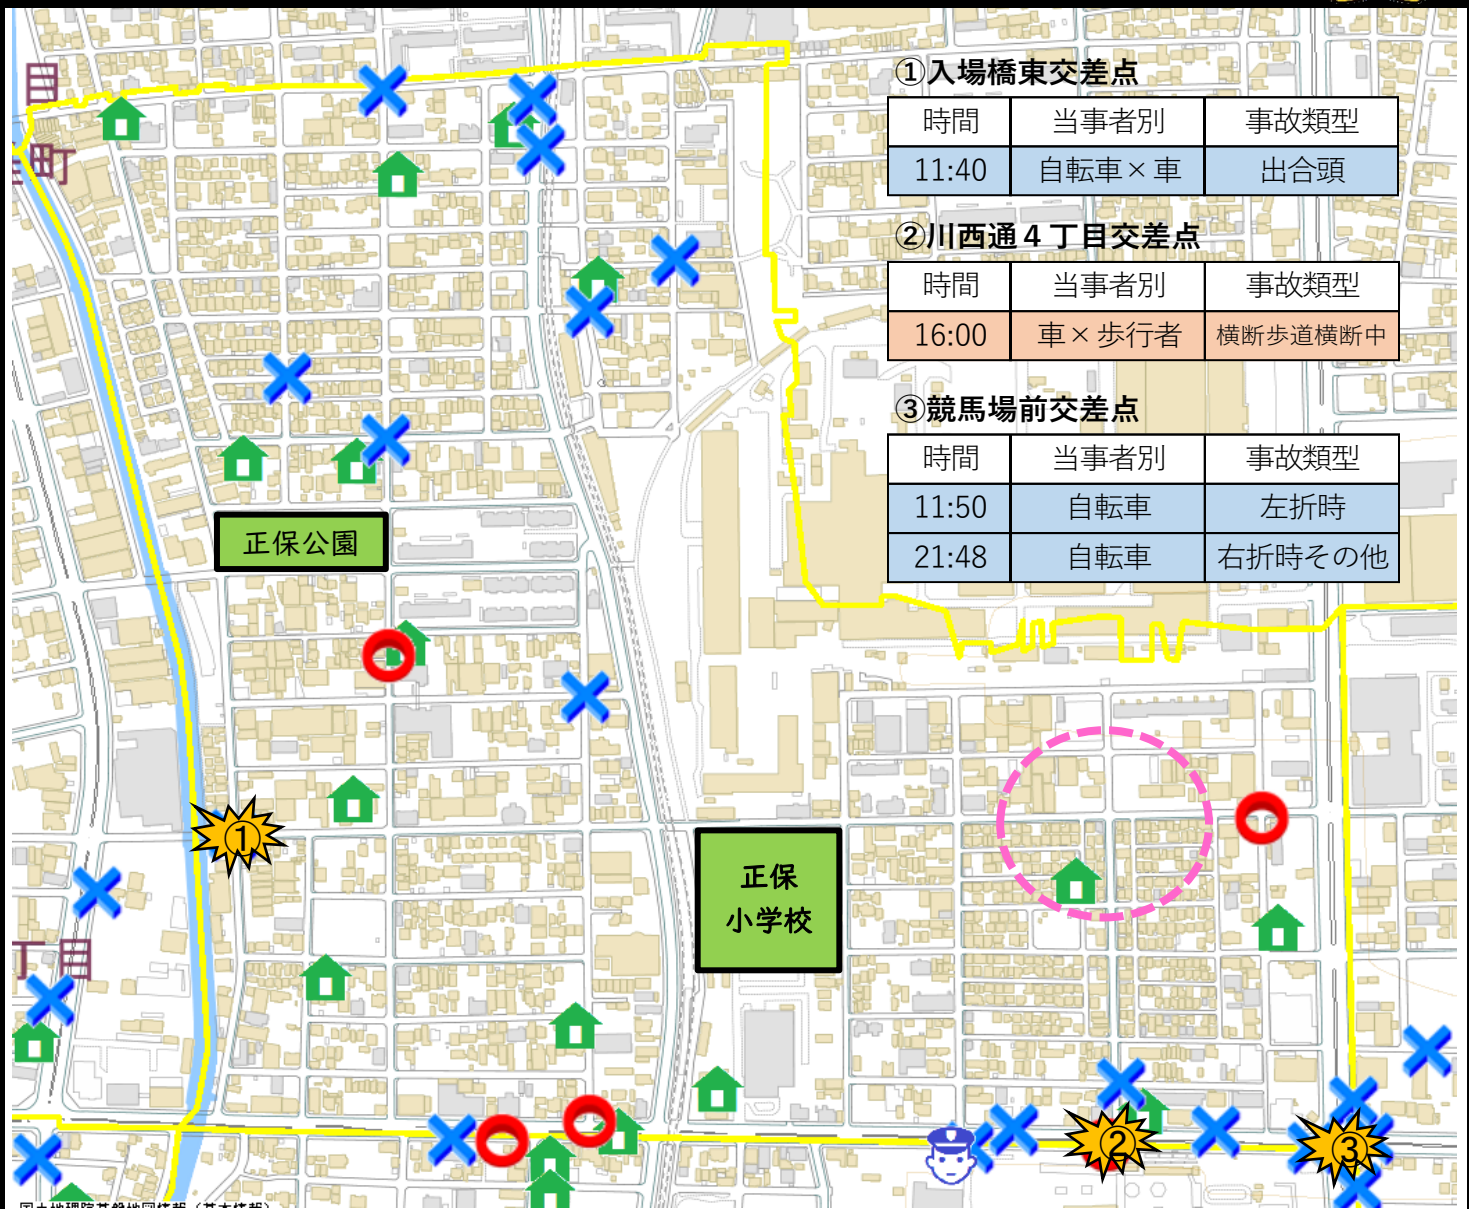 目
町
①入場橋東交差点
時間 当事者別 事故類型
11:40 自転車×車 出合頭
②川西通4丁目交差点
時間 当事者別 事故類型
16:00 車×歩行者 横断歩道横断中
③競馬場前交差点
時間 当事者別 事故類型
11:50 自転車 左折時
21:48 自転車 右折時その他
正保公園
①
正保
小学校
丁目
②
③